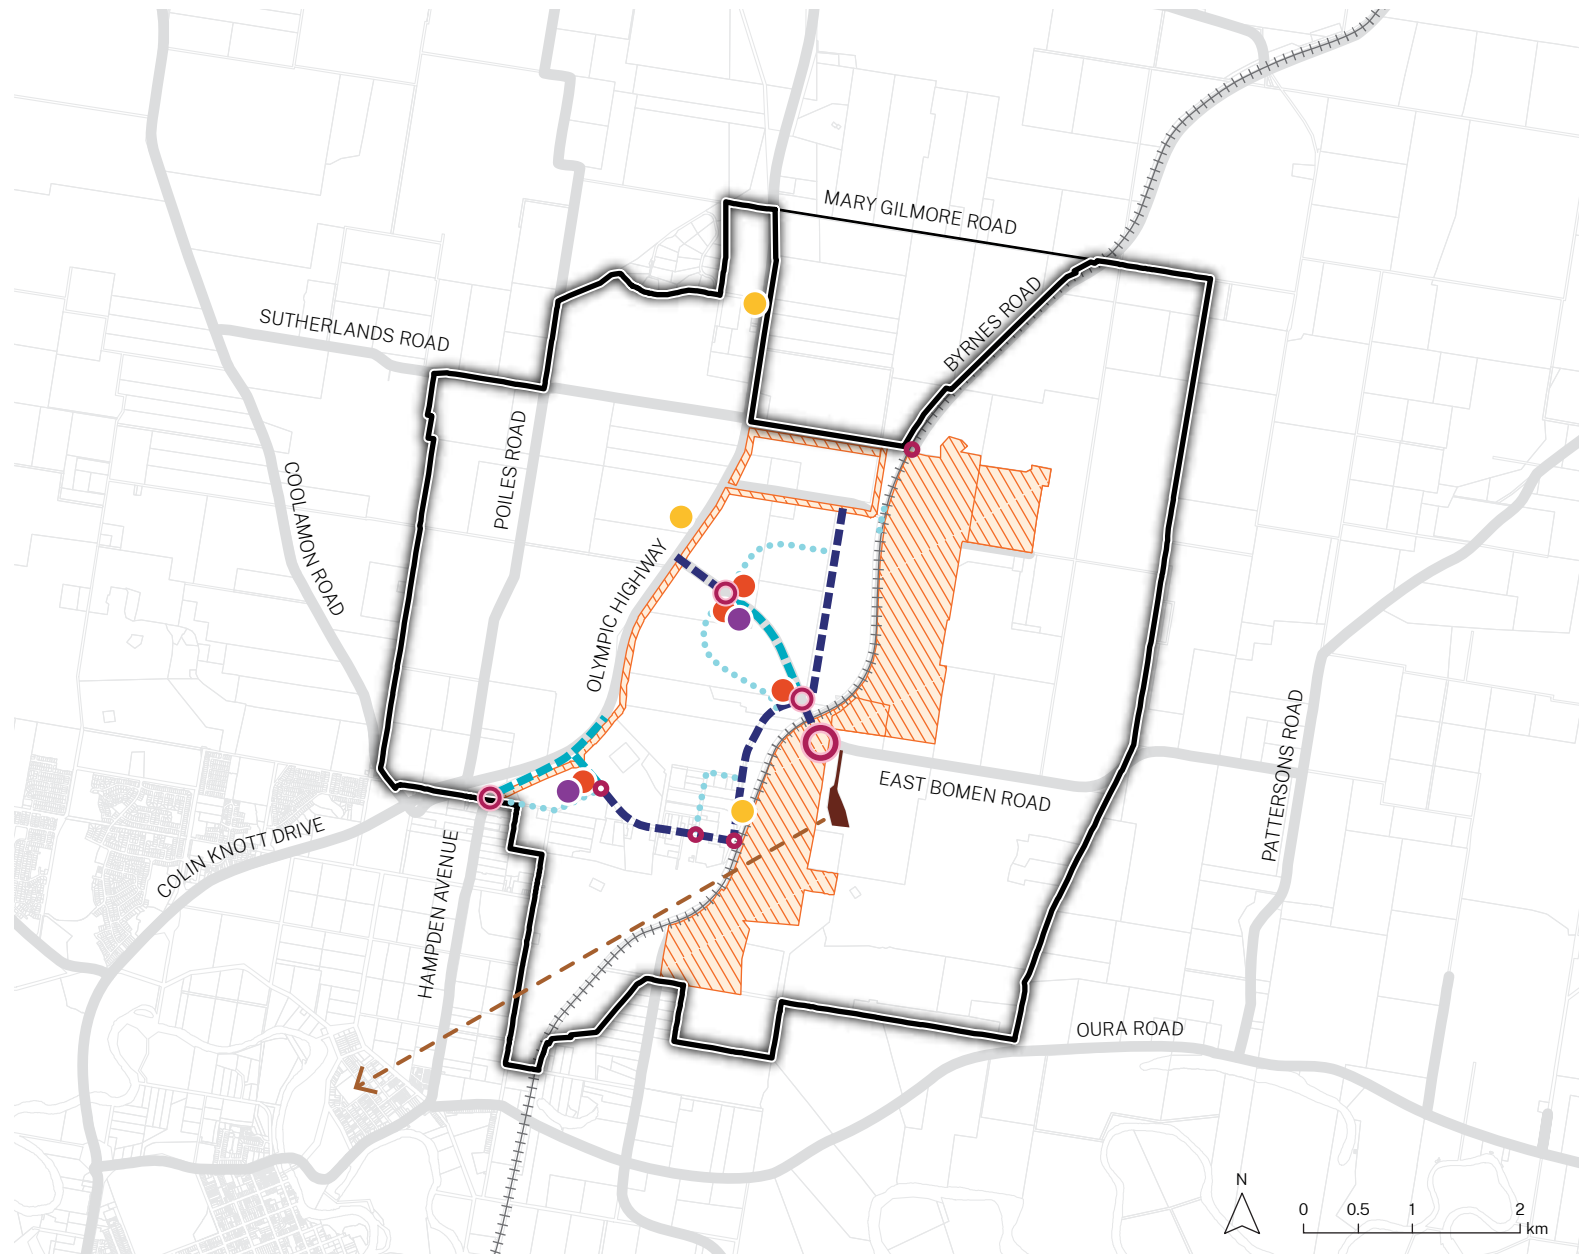 MARY GILMORE ROAD
BYRNES ROAD
SUTHERLANDS ROAD
POILES ROAD
COOLAMON ROAD
OLYMPIC HIGHWAY
PATTERSONS ROAD
EAST BOMEN ROAD
COLIN KNOTT DRIVE
HAMPDEN AVENUE
OURA ROAD
N
0 0.5 1 2
km